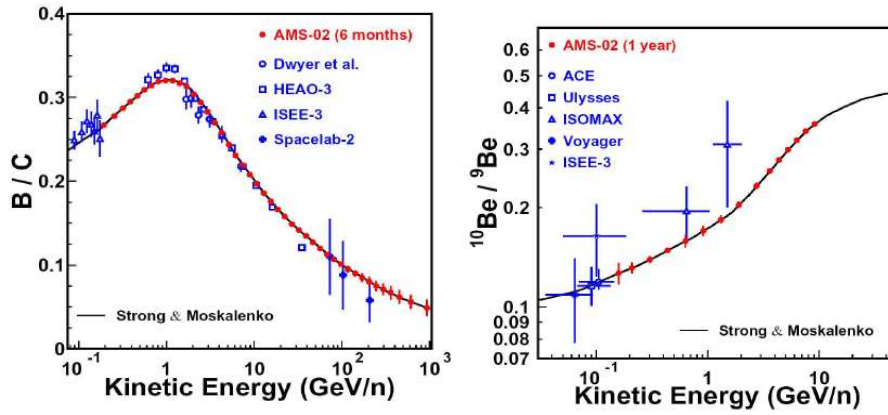 B / C
0.4
0.3
0.2
0.1
0
AMS-02 (6 months)
Dwyer et al.
HEAO-3
ISEE-3
Spacelab-2
Strong & Moskalenko
10⁻¹ 1 10 10² 10³
Kinetic Energy (GeV/n)
¹⁰Be / ⁹Be
0.6
0.5
0.4
0.3
0.2
0.1
0.09
0.08
0.07
AMS-02 (1 year)
ACE
Ulysses
ISOMAX
Voyager
ISEE-3
Strong & Moskalenko
10⁻¹ 1 10
Kinetic Energy (GeV/n)